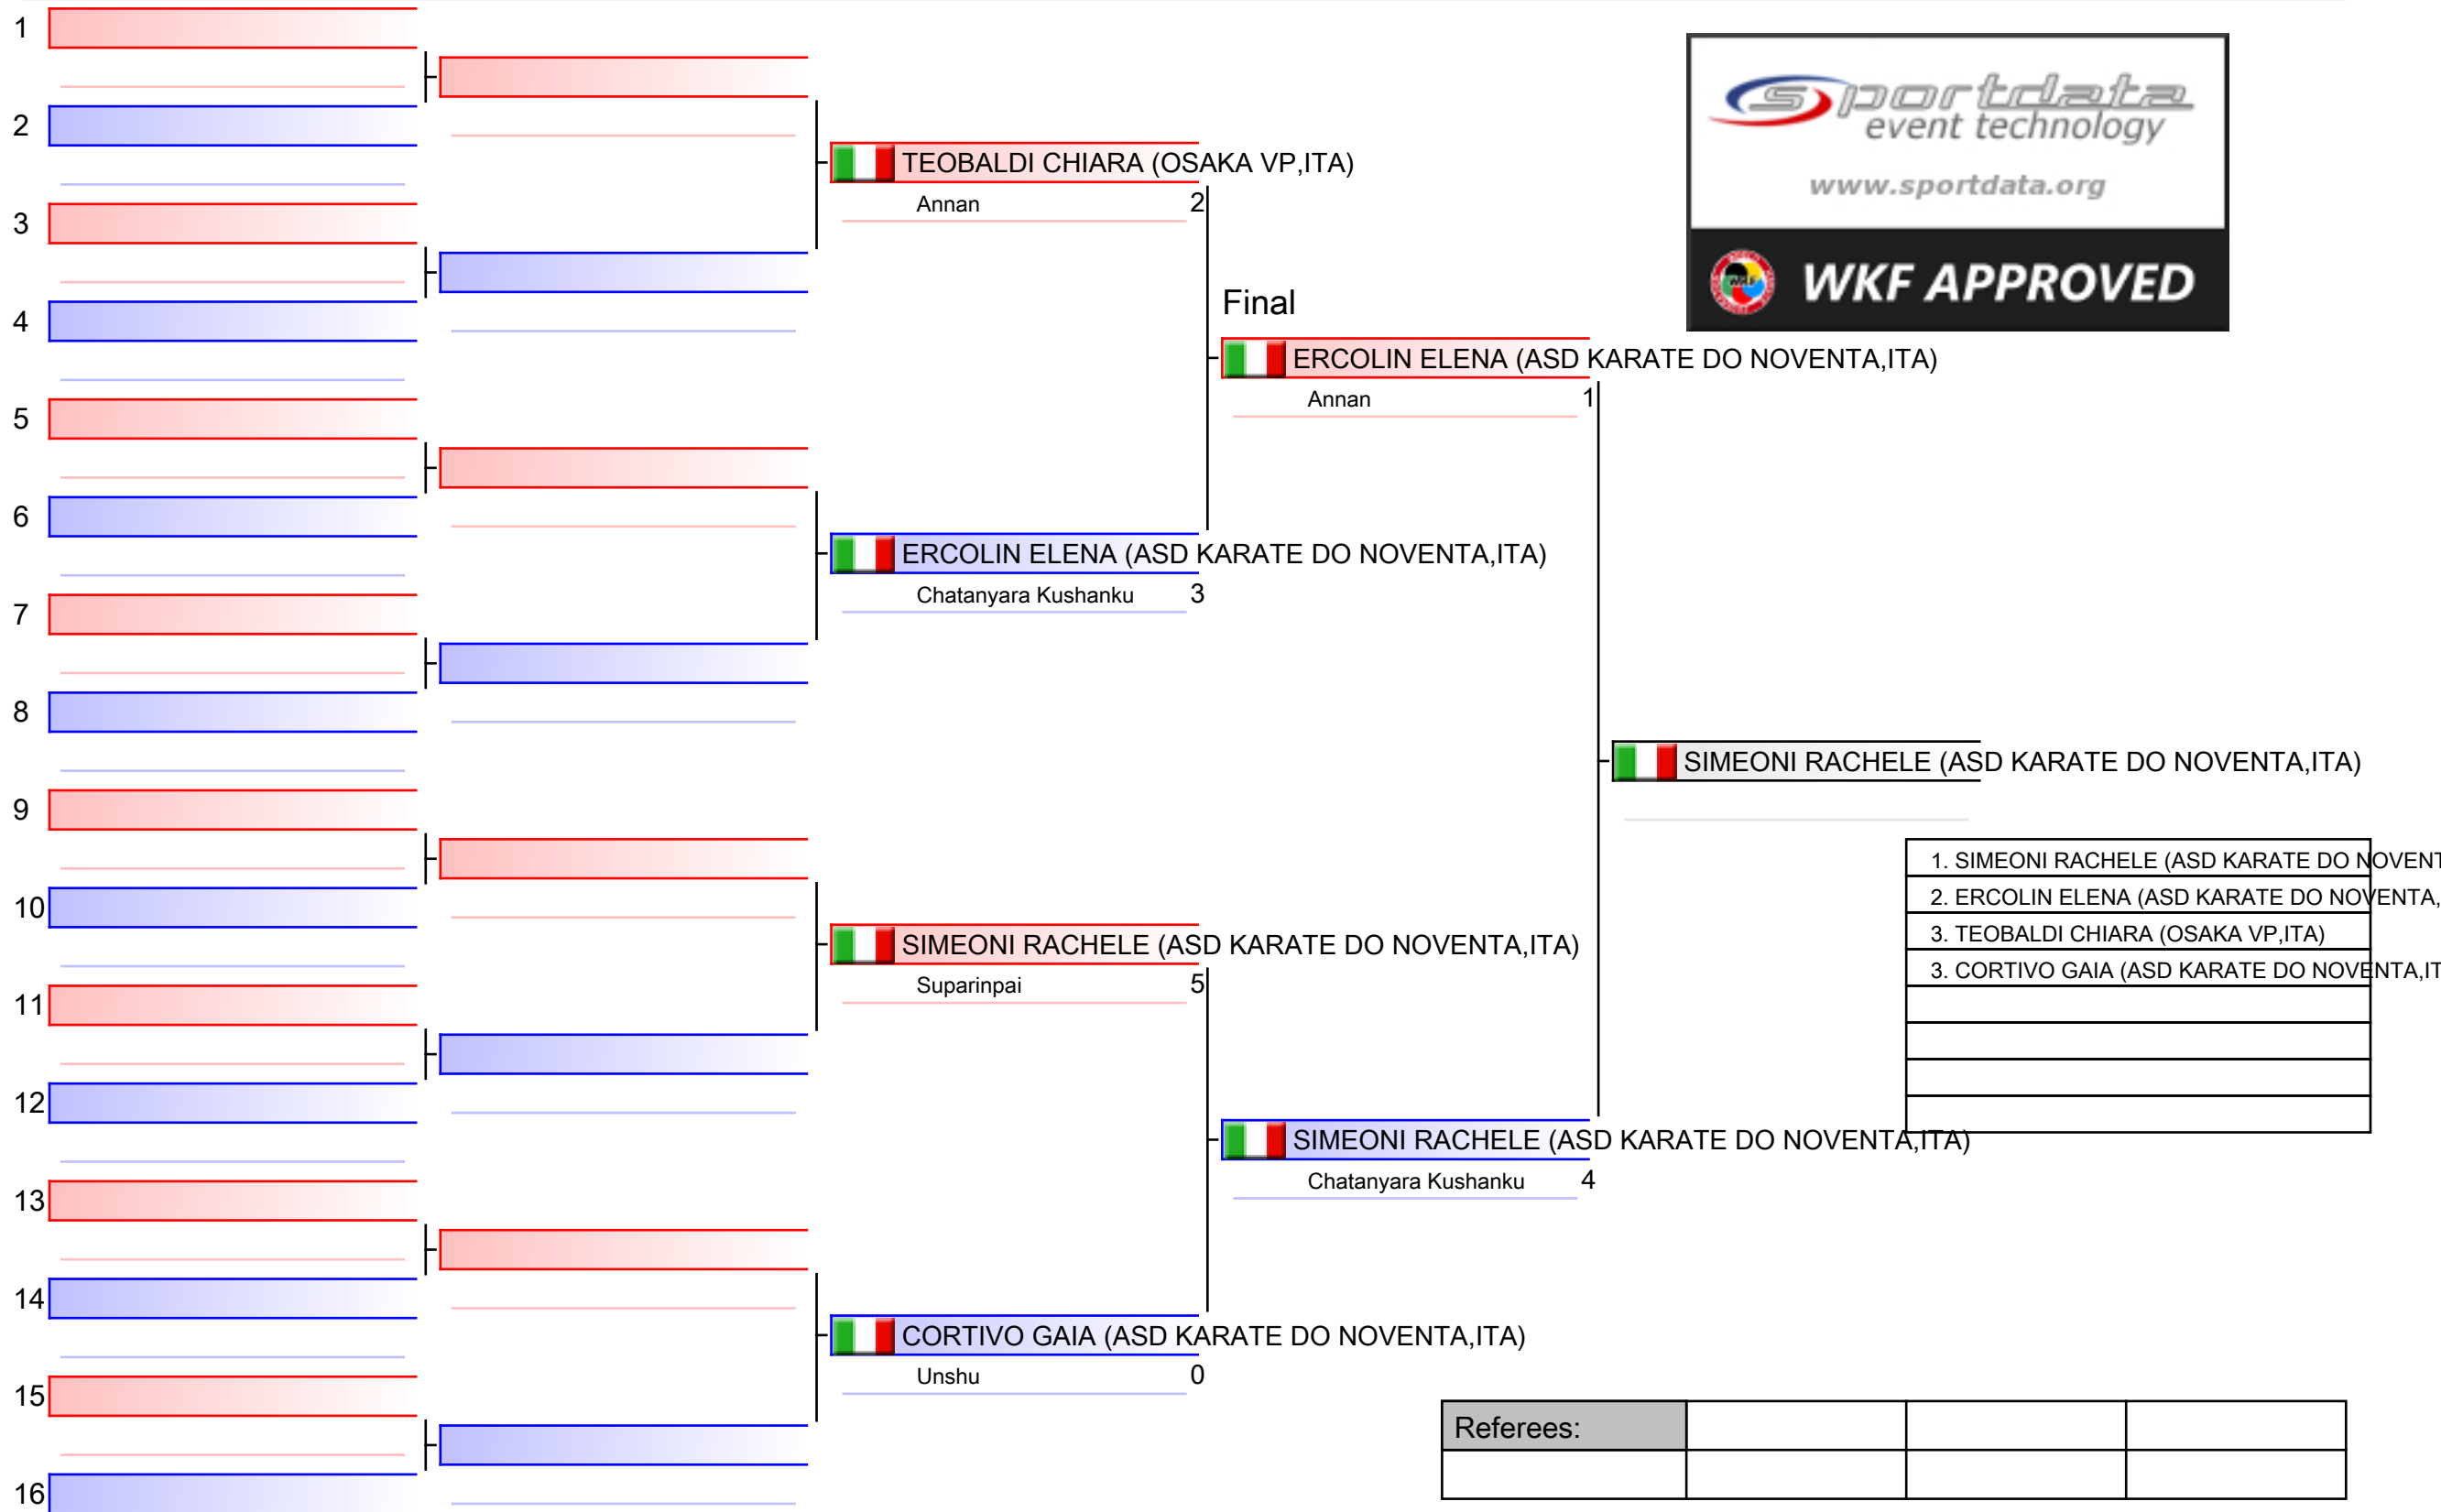 1
2
3
4
5
6
7
8
9
10
11
12
13
14
15
16
TEOBALDI CHIARA (OSAKA VP,ITA)
Annan 2
ERCOLIN ELENA (ASD KARATE DO NOVENTA,ITA)
Chatanyara Kushanku 3
SIMEONI RACHELE (ASD KARATE DO NOVENTA,ITA)
Suparinpai 5
CORTIVO GAIA (ASD KARATE DO NOVENTA,ITA)
Unshu 0
Final
ERCOLIN ELENA (ASD KARATE DO NOVENTA,ITA)
Annan 1
SIMEONI RACHELE (ASD KARATE DO NOVENTA,ITA)
Chatanyara Kushanku 4
SIMEONI RACHELE (ASD KARATE DO NOVENTA,ITA)
sportdata
event technology
www.sportdata.org
WKF
WKF APPROVED
1. SIMEONI RACHELE (ASD KARATE DO NOVENT
2. ERCOLIN ELENA (ASD KARATE DO NOVENTA,
3. TEOBALDI CHIARA (OSAKA VP,ITA)
3. CORTIVO GAIA (ASD KARATE DO NOVENTA,IT
Referees: